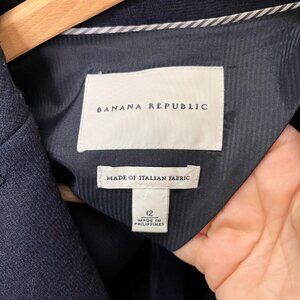 BANANA REPUBLIC
MADE OF ITALIAN FABRIC
12
MADE IN
PHILIPPINES